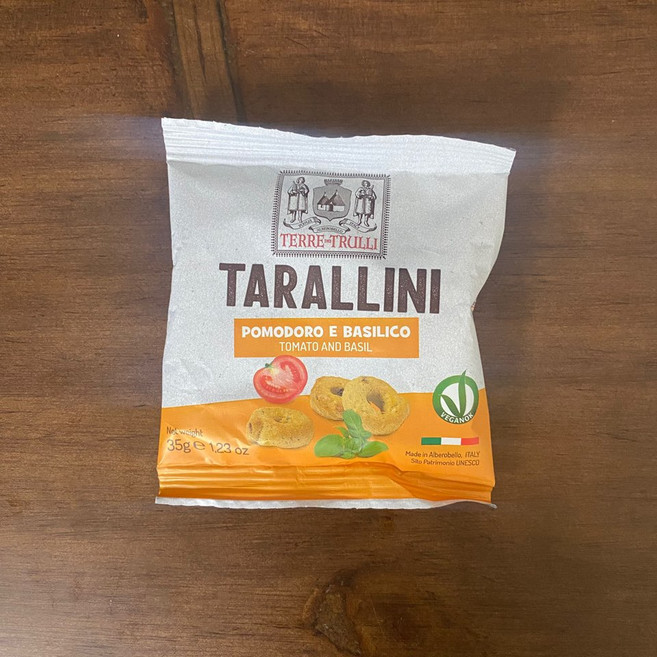 TERRE DEI TRULLI
TARALLINI
POMODORO E BASILICO
TOMATO AND BASIL
VEGANOK
Net weight
35g e 1,23 oz
Made in Alberobello, ITALY
Sito Patrimonio UNESCO